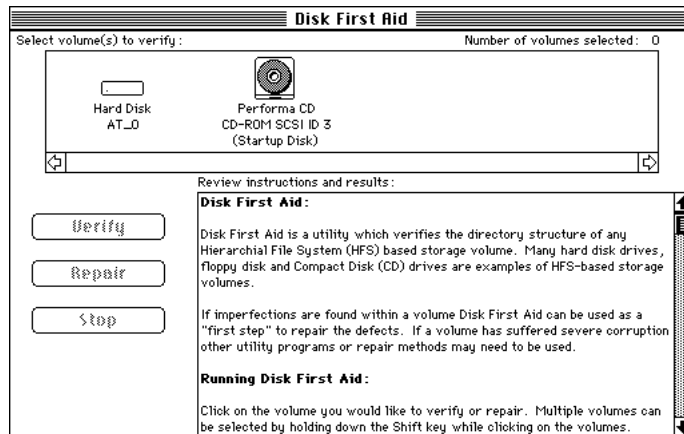 Disk First Aid
Select volume(s) to verify: Number of volumes selected: 0
Hard Disk
AT_0
Performa CD
CD-ROM SCSI ID 3
(Startup Disk)
Review instructions and results:
Verify
Repair
Stop
Disk First Aid:
Disk First Aid is a utility which verifies the directory structure of any
Hierarchial File System (HFS) based storage volume. Many hard disk drives,
floppy disk and Compact Disk (CD) drives are examples of HFS-based storage
volumes.
If imperfections are found within a volume Disk First Aid can be used as a
"first step" to repair the defects. If a volume has suffered severe corruption
other utility programs or repair methods may need to be used.
Running Disk First Aid:
Click on the volume you would like to verify or repair. Multiple volumes can
be selected by holding down the Shift key while clicking on the volumes.